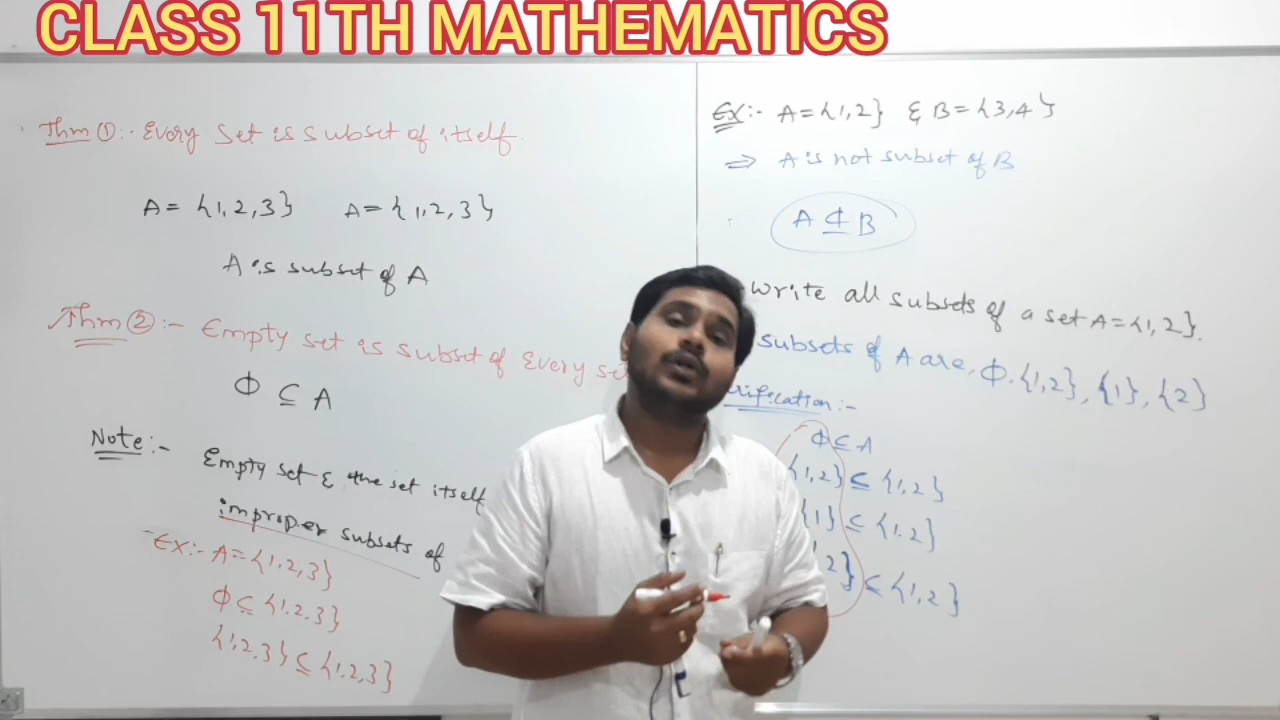 CLASS 11TH MATHEMATICS
Thm ①:- Every Set is subset of itself.
A = {1,2,3} A = {1,2,3}
A is subset of A
Thm ②:- Empty set is subset of Every
ϕ ⊆ A
Note:- Empty set & the set itself
improper subsets of
Ex:- A = {1,2,3}
ϕ ⊆ {1,2,3}
{1,2,3} ⊆ {1,2,3}
Ex:- A = {1,2} & B = {3,4}
⇒ A is not subset of B
A ⊈ B
Write all subsets of a set A = {1,2}.
subsets of A are, ϕ, {1,2}, {1}, {2}
rification:-
ϕ ⊆ A
{1,2} ⊆ {1,2}
{1} ⊆ {1,2}
2} ⊆ {1,2}